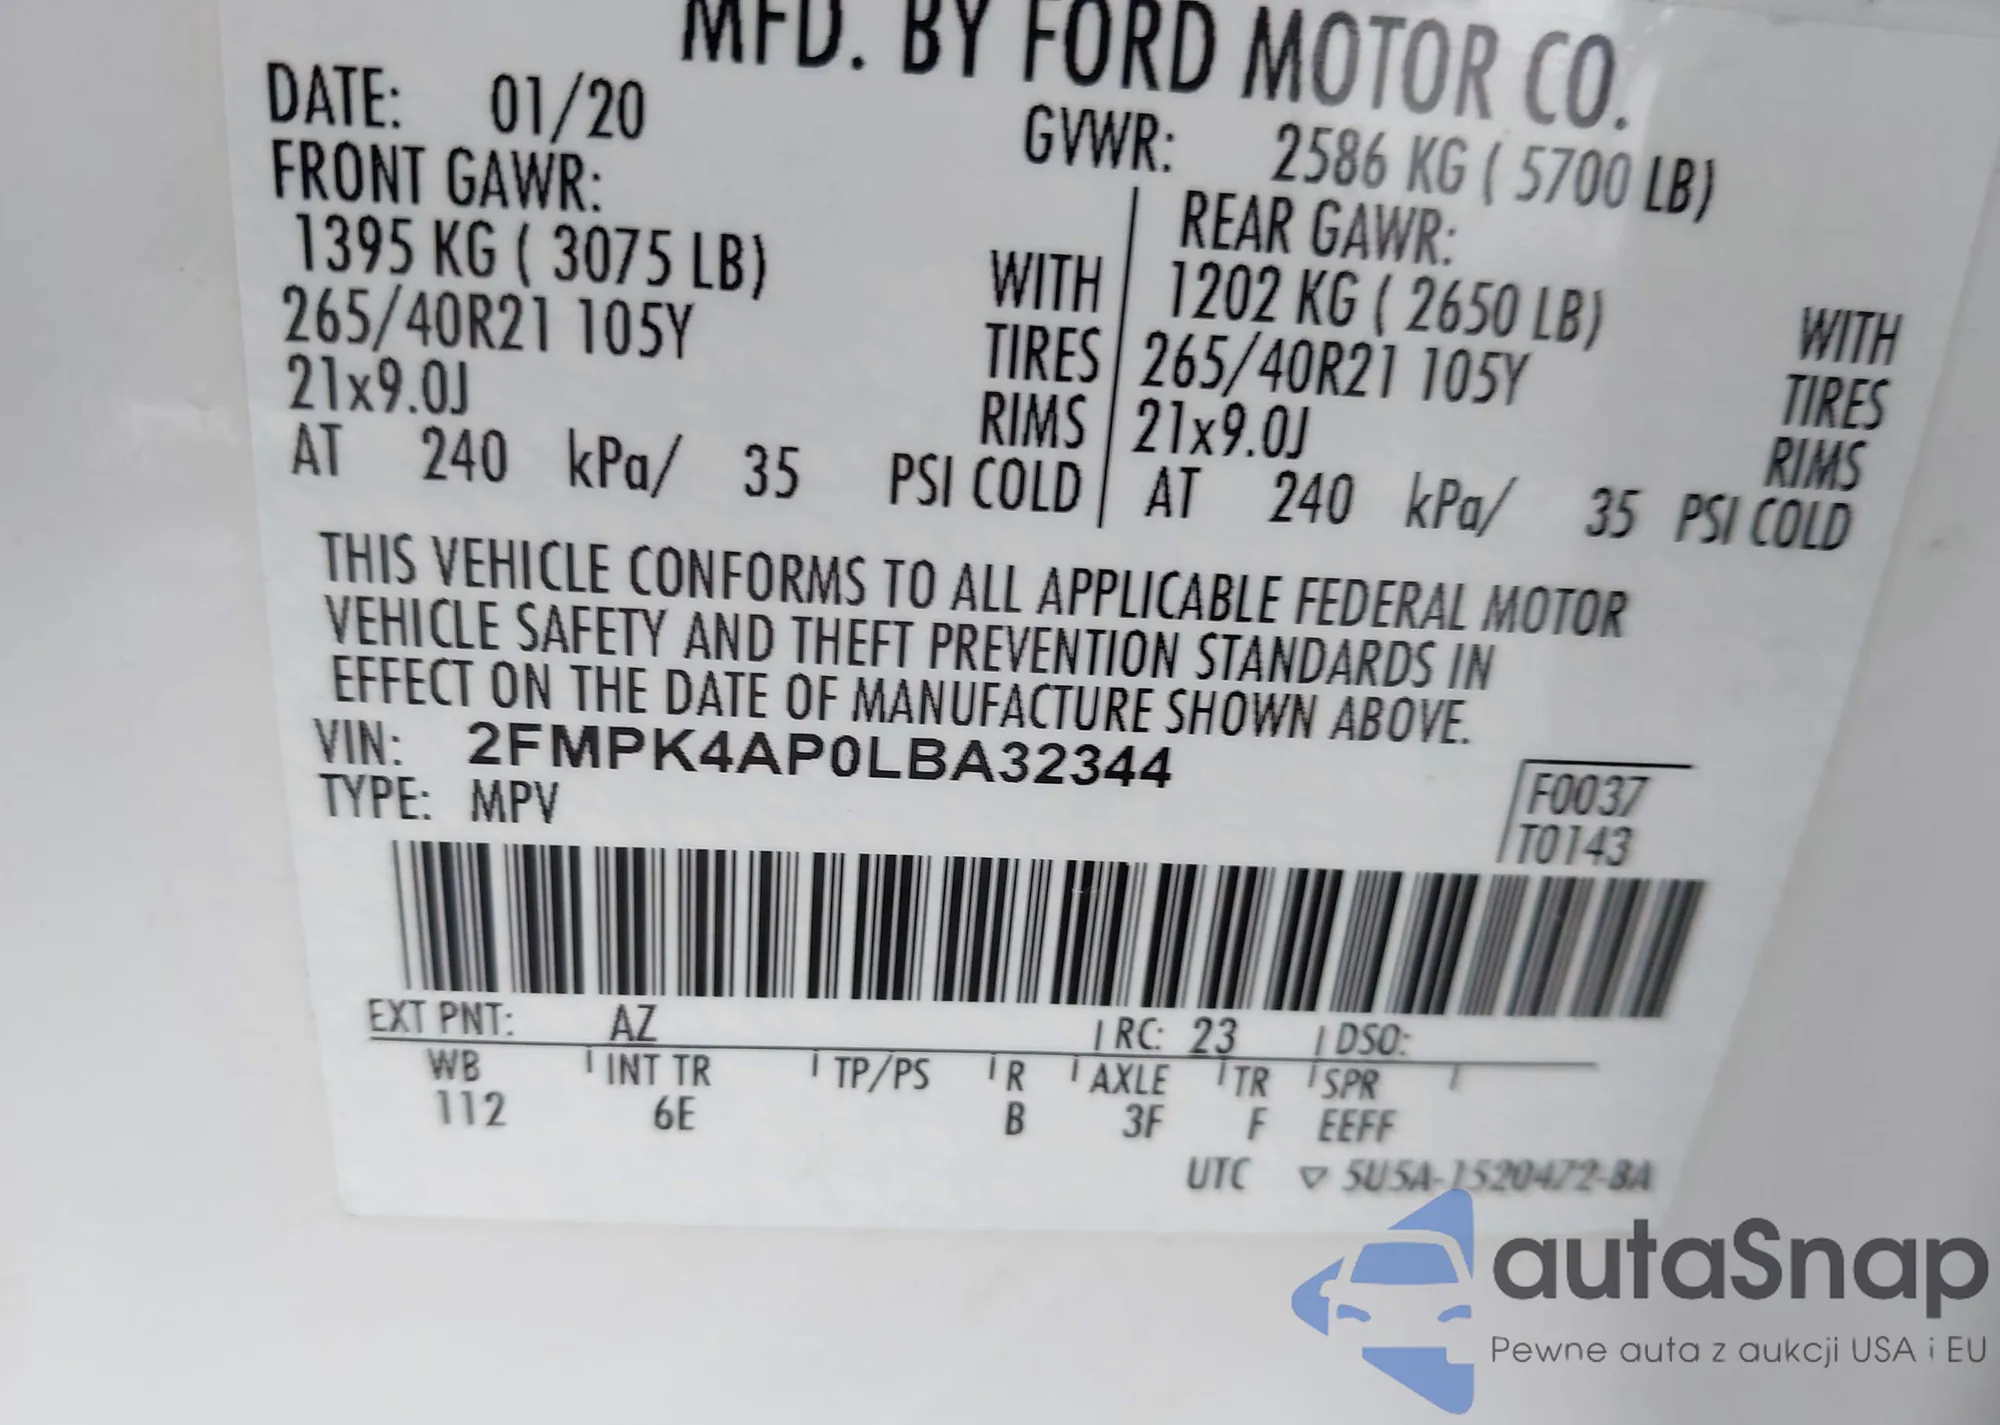 MFD. BY FORD MOTOR CO.
DATE: 01/20
GVWR: 2586 KG ( 5700 LB)
FRONT GAWR:
1395 KG ( 3075 LB) WITH
265/40R21 105Y TIRES
21x9.0J RIMS
AT 240 kPa/ 35 PSI COLD
REAR GAWR:
1202 KG ( 2650 LB) WITH
265/40R21 105Y TIRES
21x9.0J RIMS
AT 240 kPa/ 35 PSI COLD
THIS VEHICLE CONFORMS TO ALL APPLICABLE FEDERAL MOTOR
VEHICLE SAFETY AND THEFT PREVENTION STANDARDS IN
EFFECT ON THE DATE OF MANUFACTURE SHOWN ABOVE.
VIN: 2FMPK4AP0LBA32344
TYPE: MPV
F0037
T0143
EXT PNT: AZ RC: 23 DSO:
WB INT TR TP/PS R AXLE TR SPR
112 6E B 3F F EEFF
UTC ▽ 5U5A-1520472-BA
autaSnap
Pewne auta z aukcji USA i EU